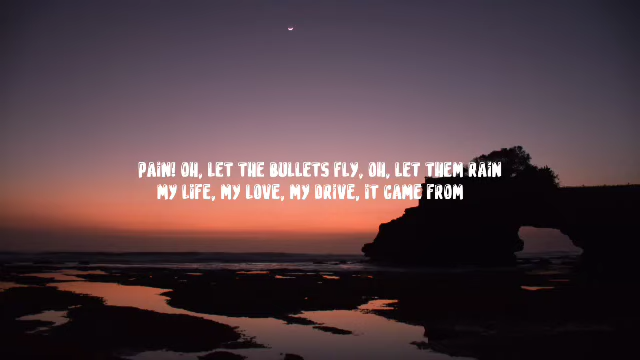 PAIN! OH, LET THE BULLETS FLY, OH, LET THEM RAIN
MY LIFE, MY LOVE, MY DRIVE, IT CAME FROM